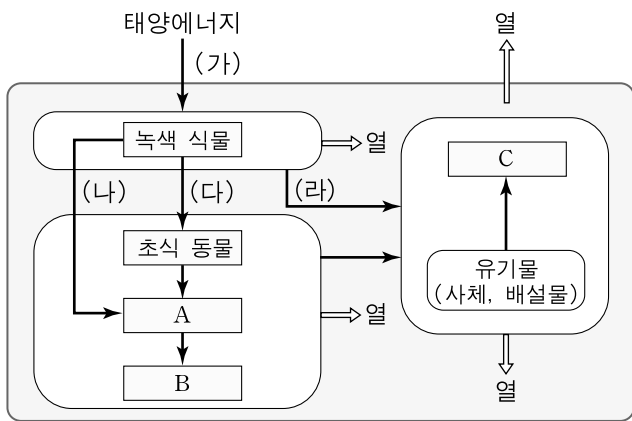 태양에너지
열
(가)
녹색 식물
열
C
(나)
(다)
(라)
초식 동물
유기물
(사체, 배설물)
A
열
B
열